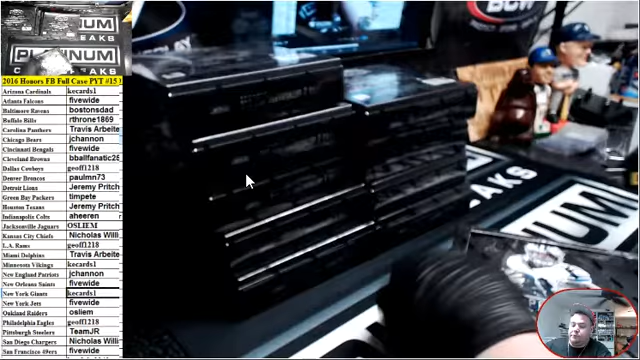 PLATINUM
BREAKS
2016 Honors FB Full Case PYT #15
Arizona Cardinals kecards1
Atlanta Falcons fivewide
Baltimore Ravens bostonsdad
Buffalo Bills rthrone1869
Carolina Panthers Travis Arbeite
Chicago Bears jchannon
Cincinnati Bengals fivewide
Cleveland Browns bballfanatic25
Dallas Cowboys geoff1218
Denver Broncos paulmn73
Detroit Lions Jeremy Pritch
Green Bay Packers timpete
Houston Texans Jeremy Pritch
Indianapolis Colts aheeren
Jacksonville Jaguars OSLIEM
Kansas City Chiefs Nicholas Willi
L.A. Rams geoff1218
Miami Dolphins Travis Arbeite
Minnesota Vikings kecards1
New England Patriots jchannon
New Orleans Saints fivewide
New York Giants kecards1
New York Jets fivewide
Oakland Raiders osliem
Philadelphia Eagles geoff1218
Pittsburgh Steelers TeamJR
San Diego Chargers Nicholas Willi
San Francisco 49ers fivewide
BCW